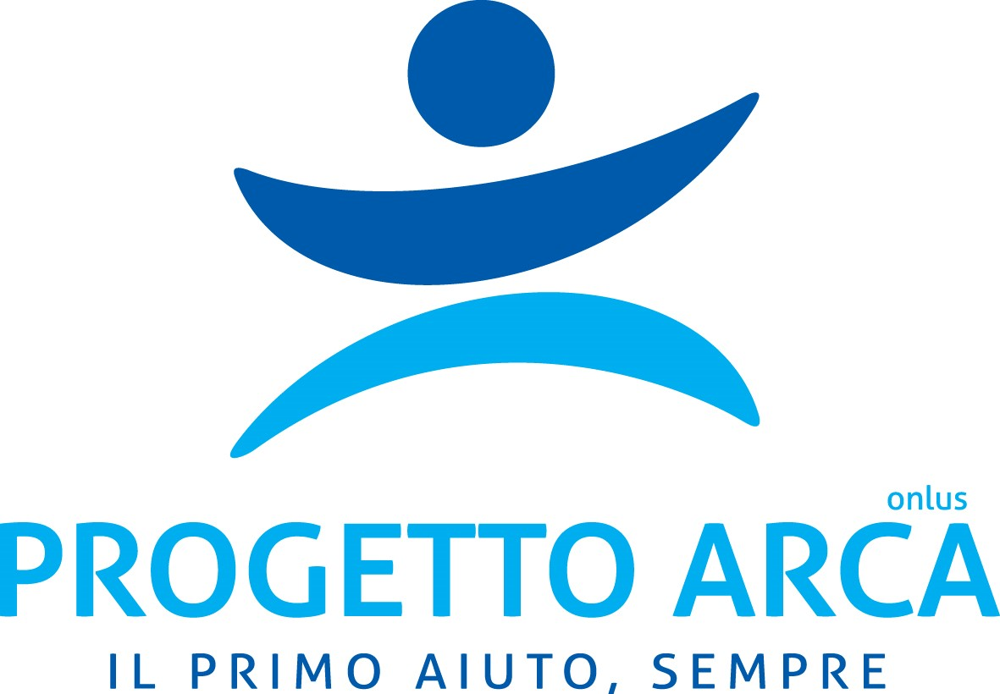 onlus
PROGETTO ARCA
IL PRIMO AIUTO, SEMPRE